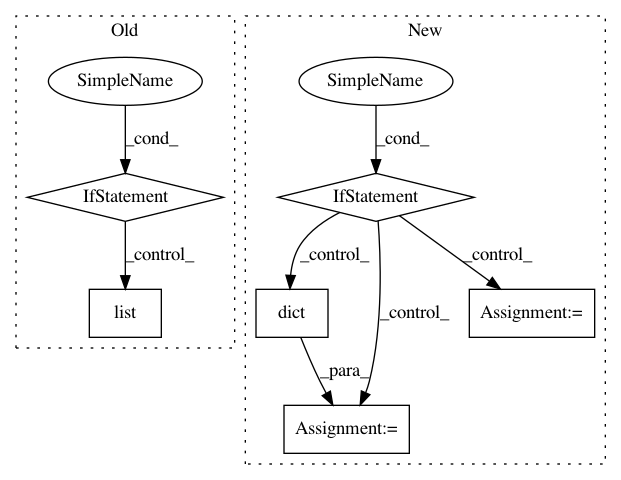 Old
New
SimpleName
SimpleName
_cond_
_cond_
IfStatement
IfStatement
_control_
_control_
_control_
_control_
list
dict
Assignment:=
_para_
Assignment:=